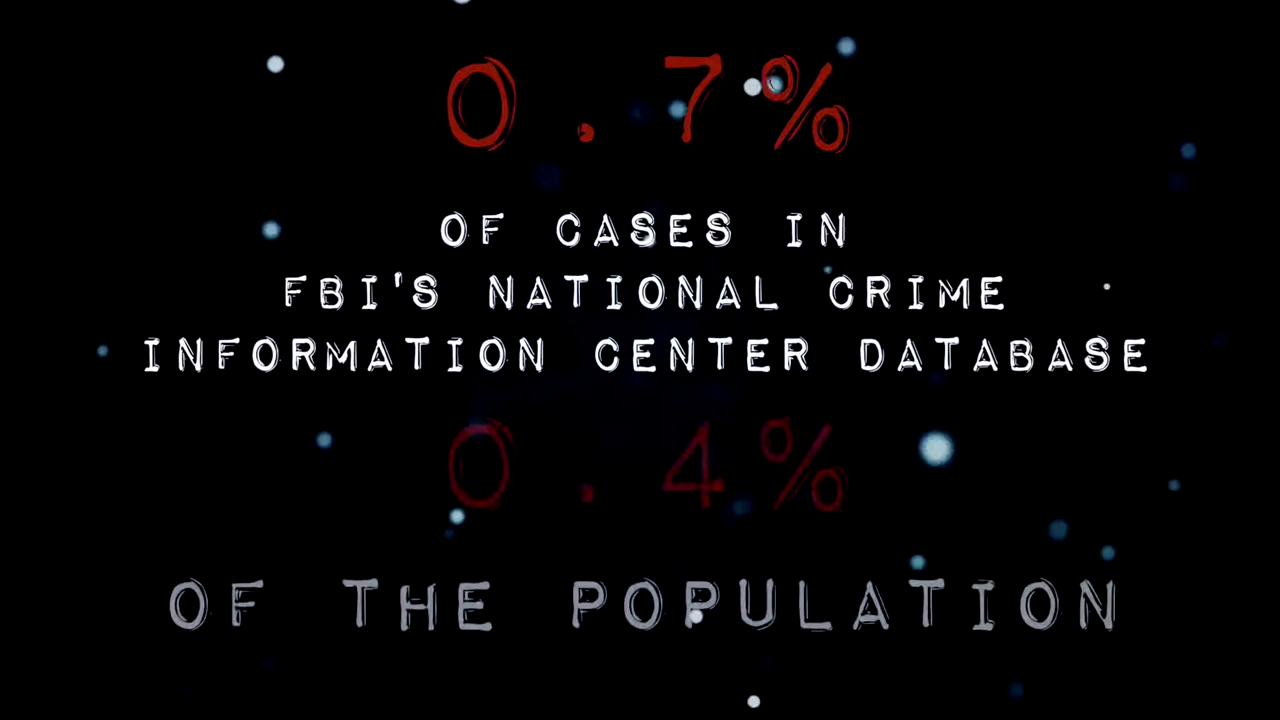 0.7%
OF CASES IN
FBI'S NATIONAL CRIME
INFORMATION CENTER DATABASE
0.4%
OF THE POPULATION